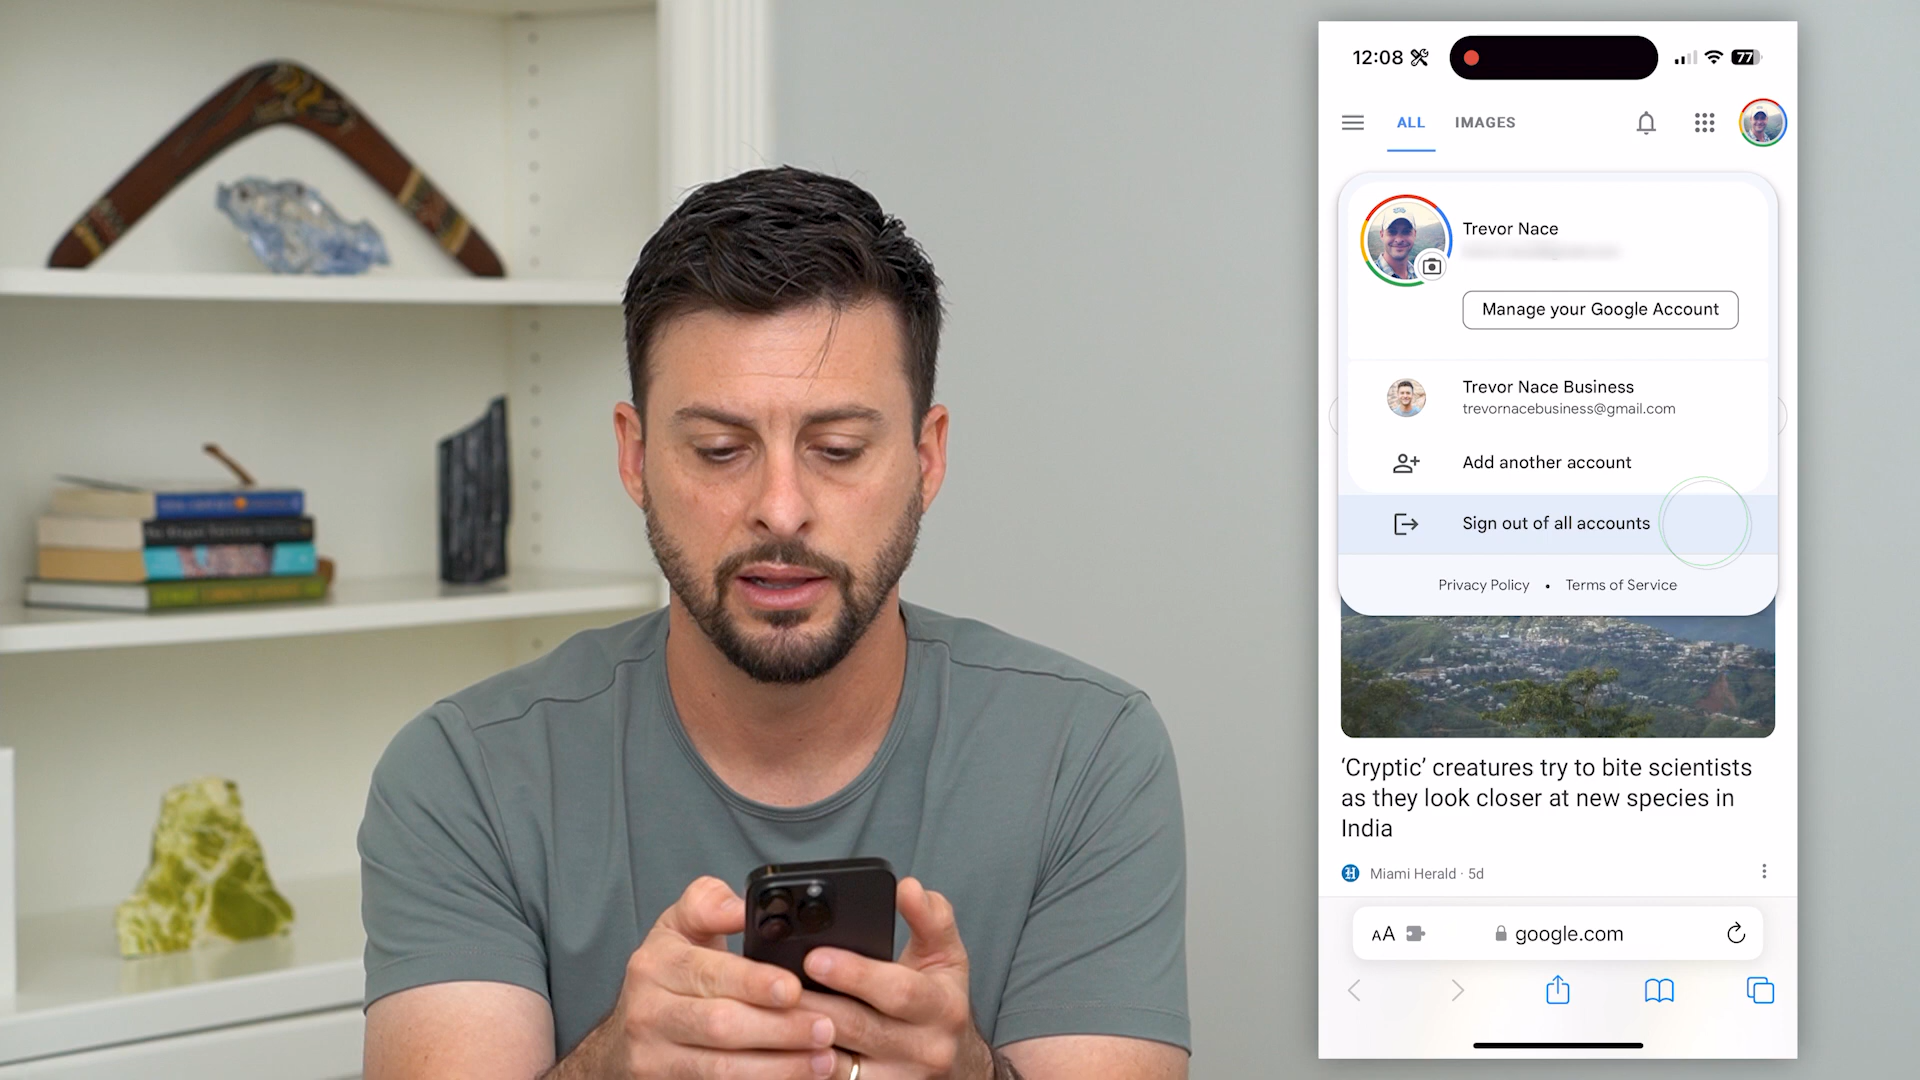 12:08
77
ALL IMAGES
Trevor Nace
Manage your Google Account
Trevor Nace Business
trevornacebusiness@gmail.com
Add another account
Sign out of all accounts
Privacy Policy • Terms of Service
‘Cryptic’ creatures try to bite scientists
as they look closer at new species in
India
Miami Herald · 5d
AA google.com